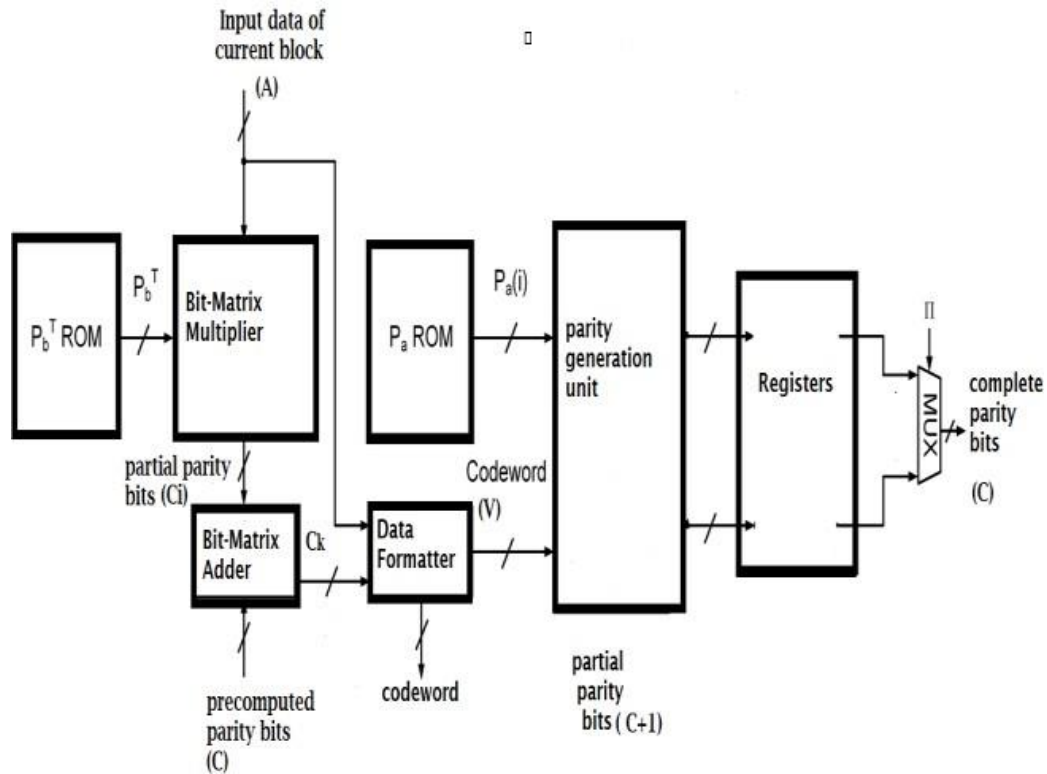 Input data of
current block
(A)
P_b^T ROM
P_b^T
Bit-Matrix
Multiplier
P_a ROM
P_a(i)
parity
generation
unit
Registers
Π
MUX
complete
parity
bits
(C)
partial parity
bits (Ci)
Bit-Matrix
Adder
Ck
Data
Formatter
Codeword
(V)
codeword
precomputed
parity bits
(C)
partial
parity
bits ( C+1)